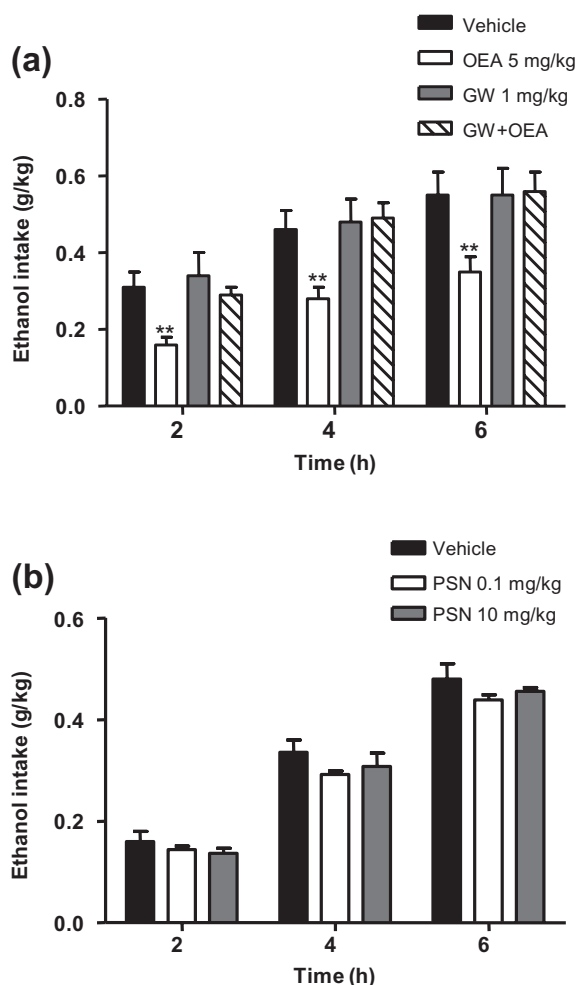 (a)
Vehicle
OEA 5 mg/kg
GW 1 mg/kg
GW+OEA
Ethanol intake (g/kg)
0.8
0.6
0.4
0.2
0.0
**
**
**
2 4 6
Time (h)
(b)
Vehicle
PSN 0.1 mg/kg
PSN 10 mg/kg
Ethanol intake (g/kg)
0.6
0.4
0.2
0.0
2 4 6
Time (h)